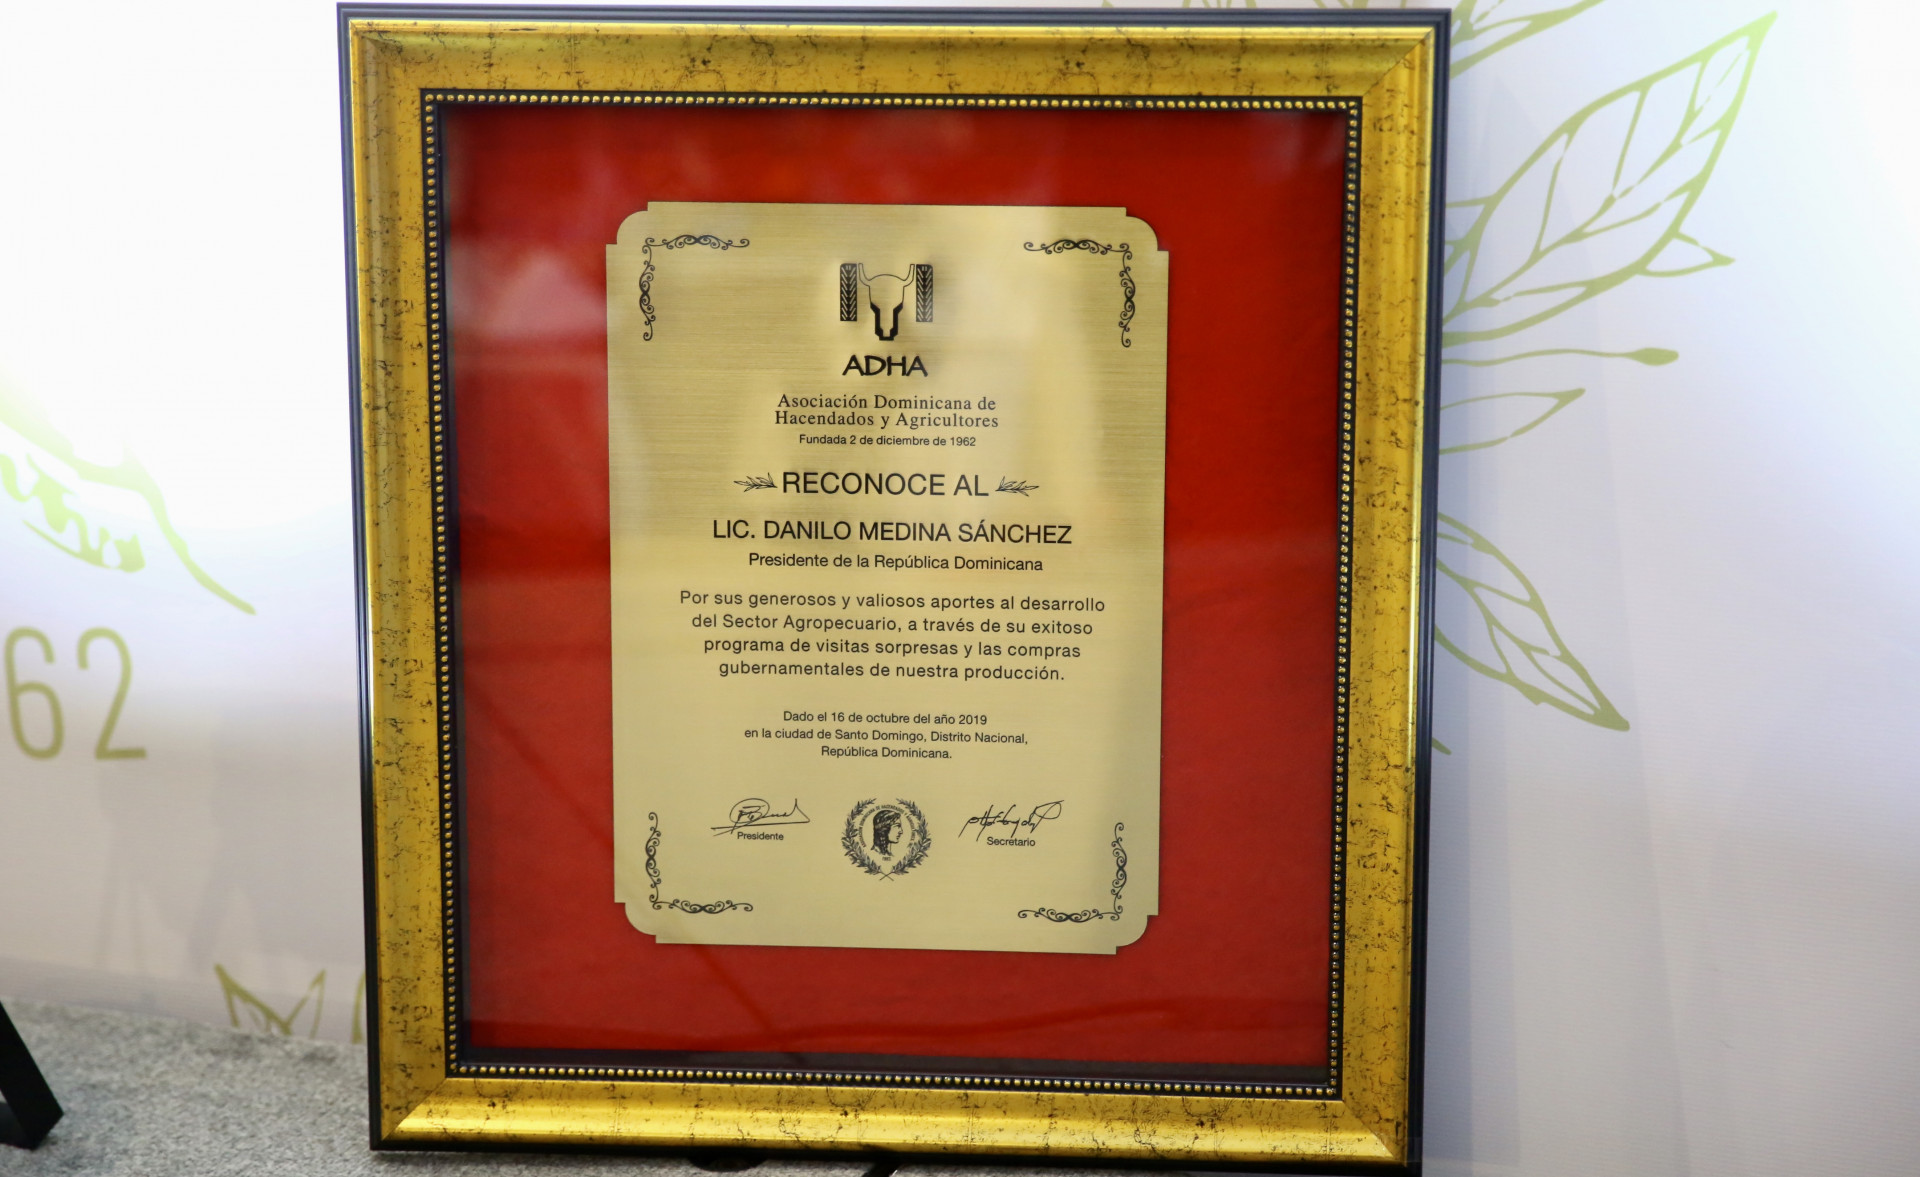 ADHA
Asociación Dominicana de
Hacendados y Agricultores
Fundada 2 de diciembre de 1962
RECONOCE AL
LIC. DANILO MEDINA SÁNCHEZ
Presidente de la República Dominicana
Por sus generosos y valiosos aportes al desarrollo
del Sector Agropecuario, a través de su exitoso
programa de visitas sorpresas y las compras
gubernamentales de nuestra producción.
Dado el 16 de octubre del año 2019
en la ciudad de Santo Domingo, Distrito Nacional,
República Dominicana.
Presidente
Secretario
62